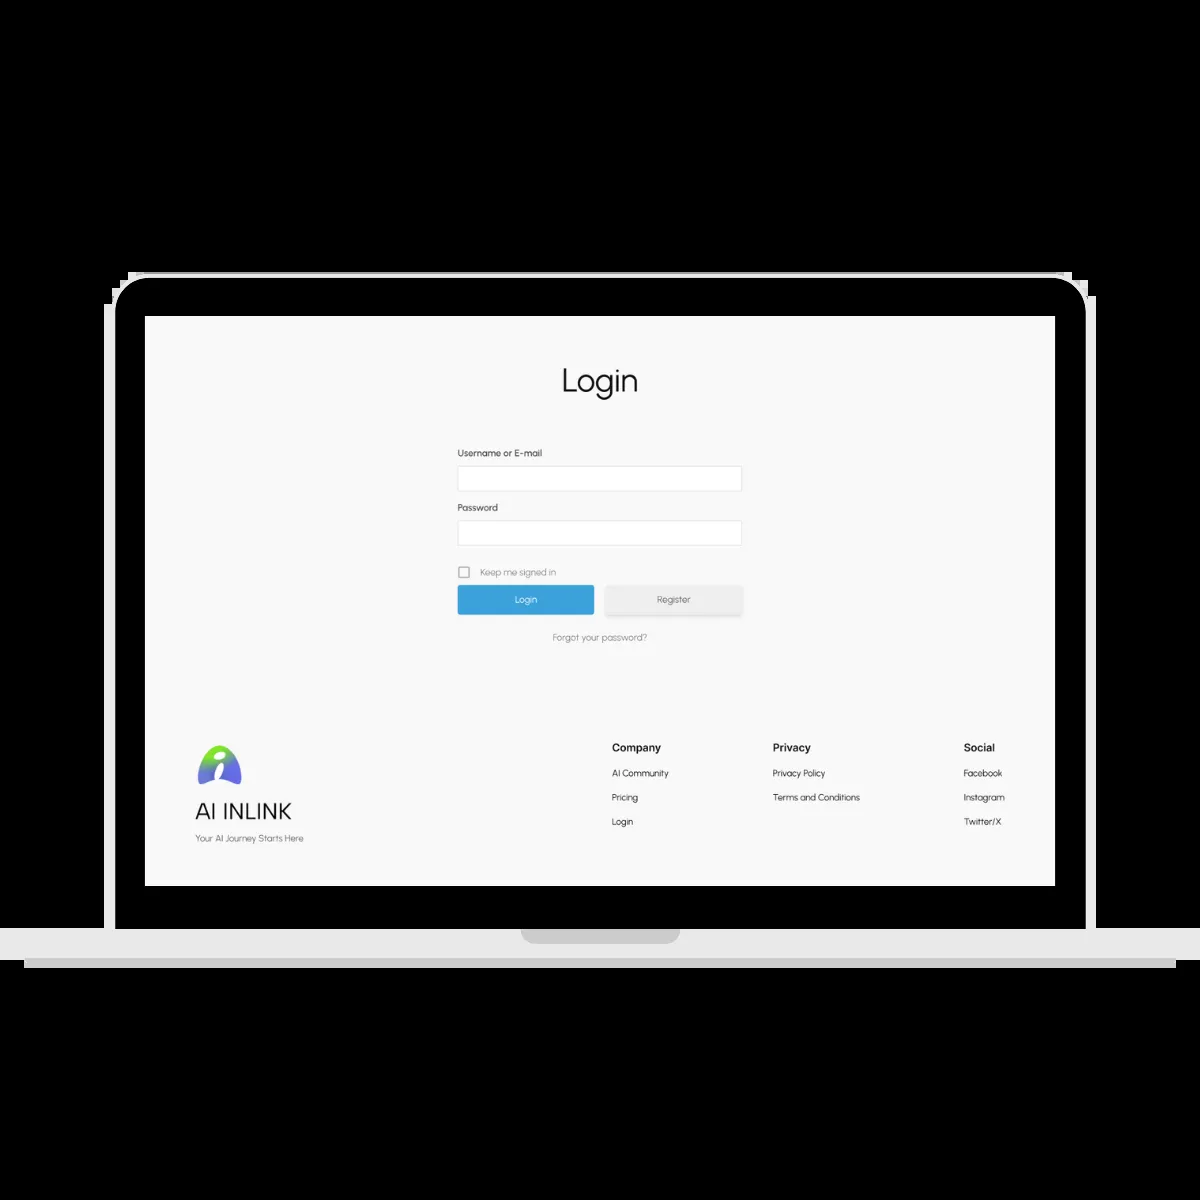 Login
Username or E-mail
Password
Keep me signed in
Login
Register
Forgot your password?
AI INLINK
Your AI Journey Starts Here
Company
AI Community
Pricing
Login
Privacy
Privacy Policy
Terms and Conditions
Social
Facebook
Instagram
Twitter/X